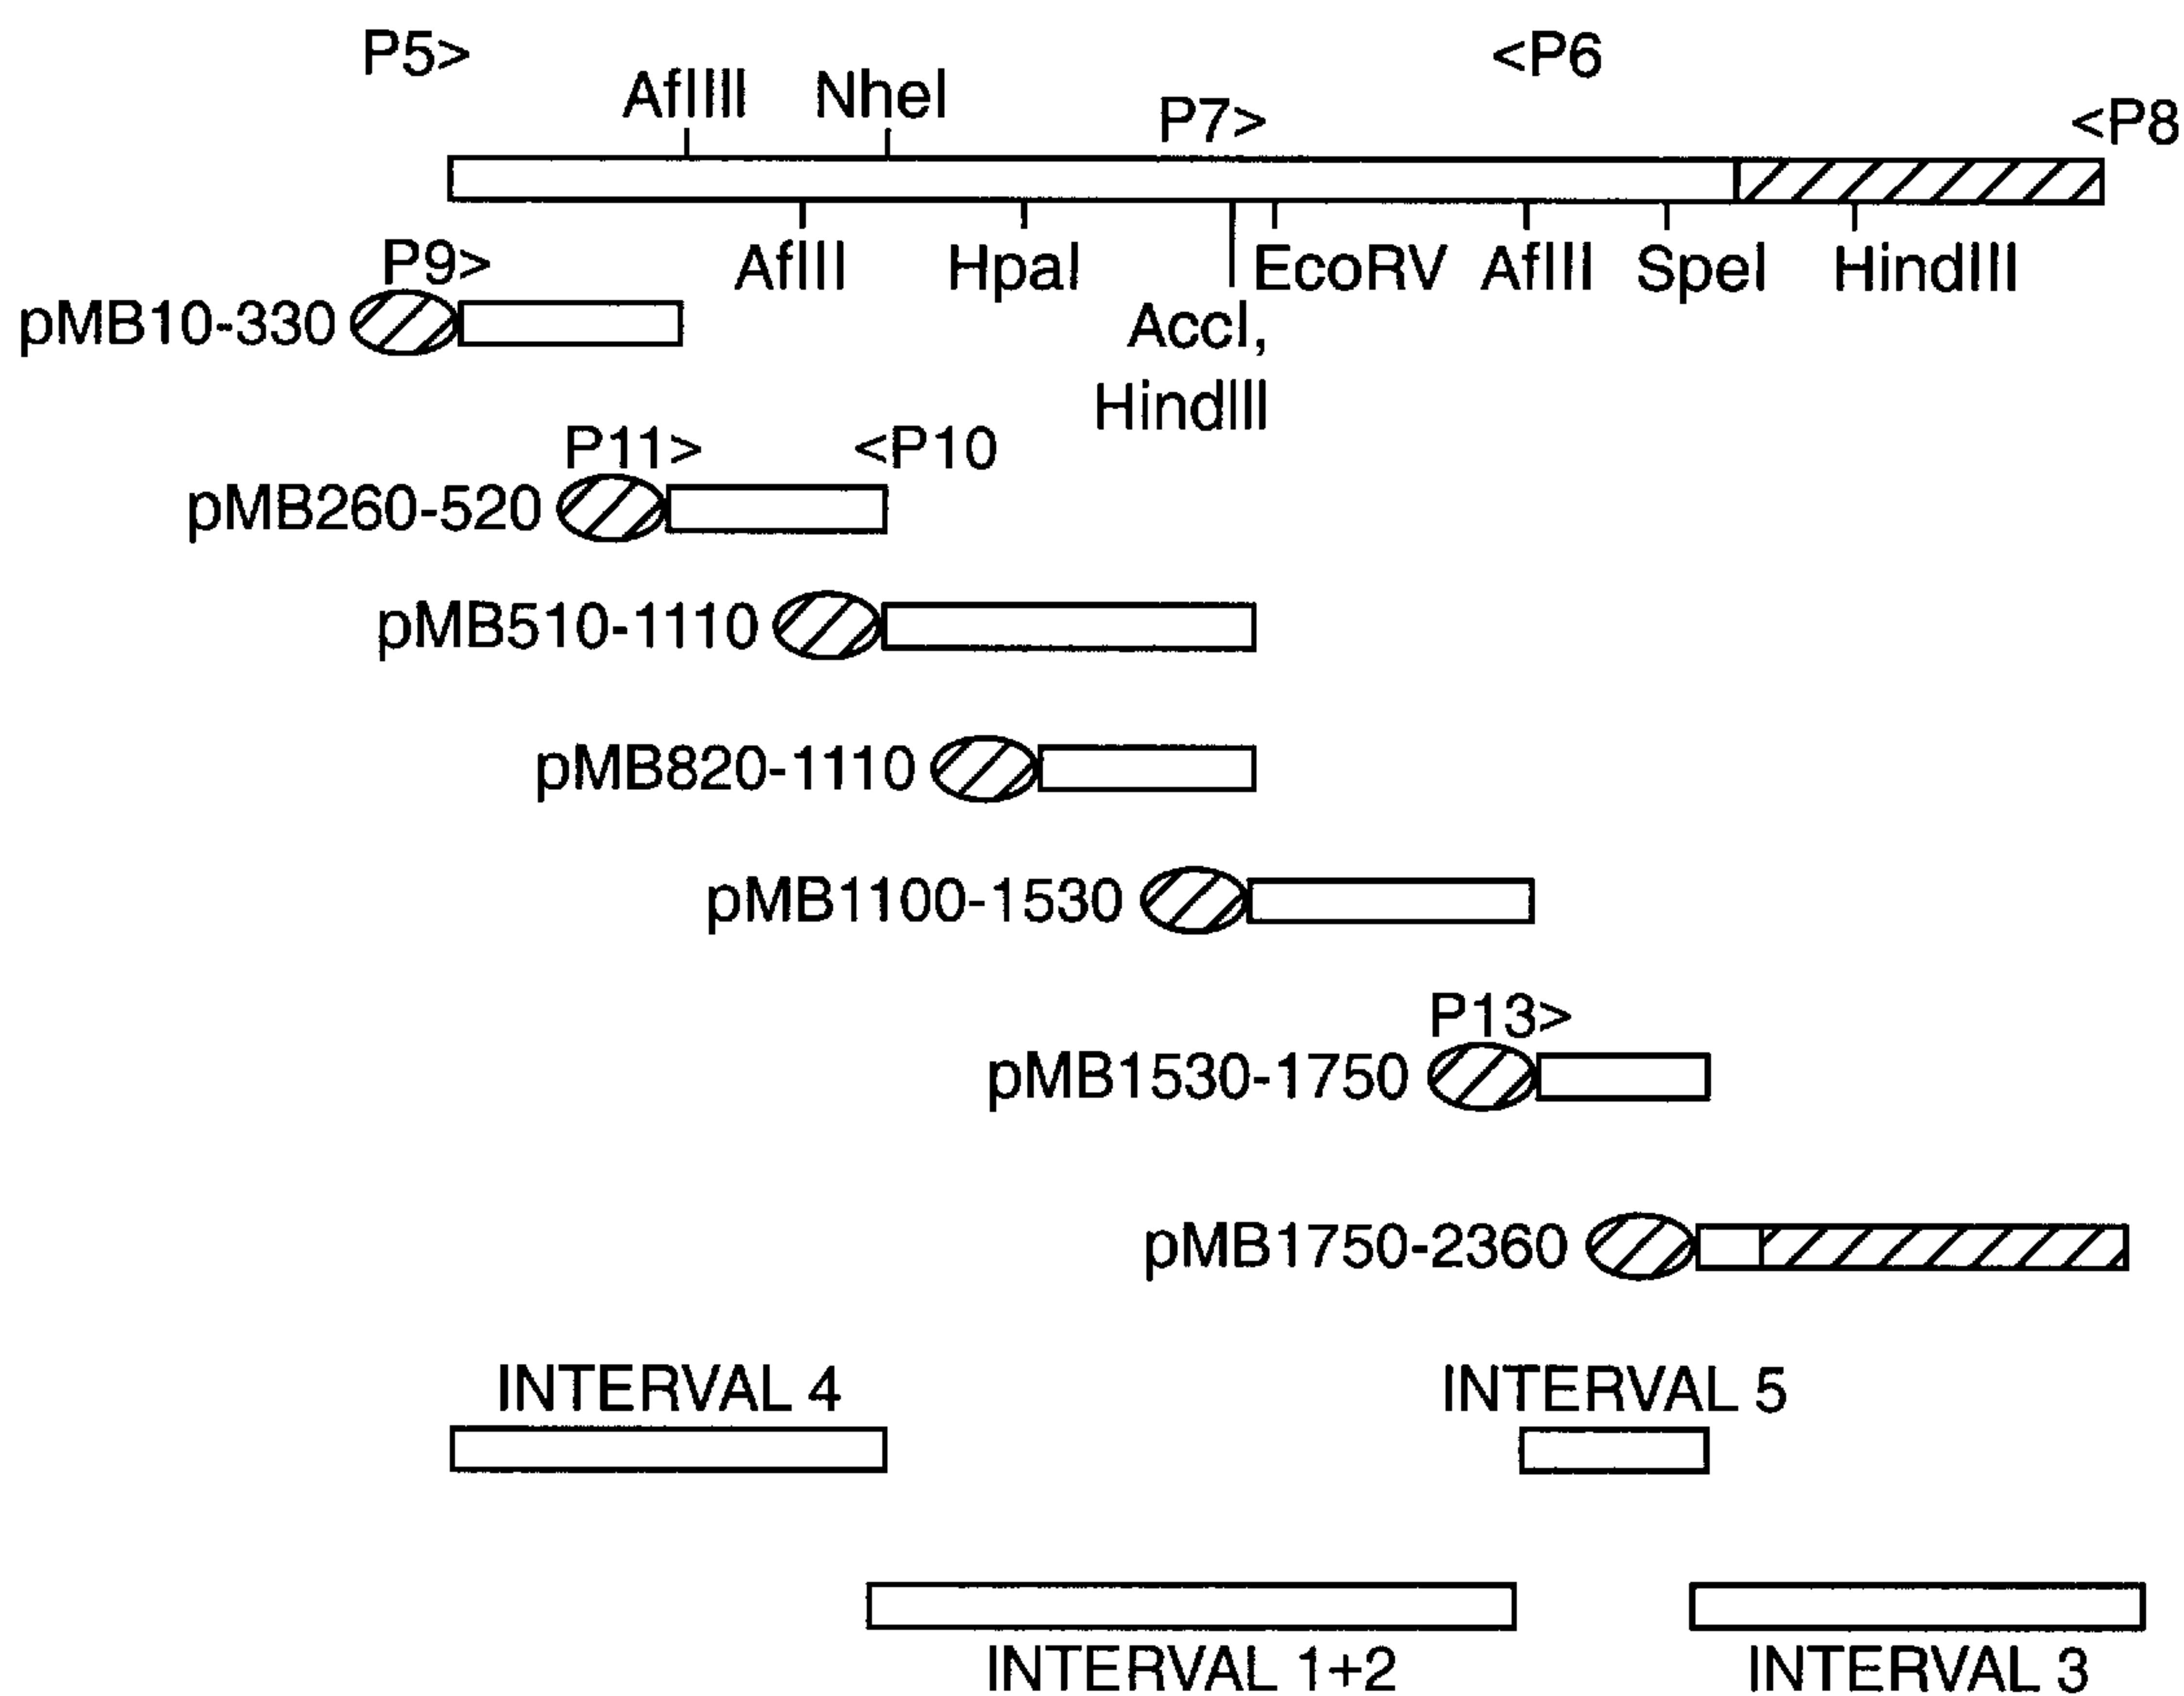 P5> <P6
AflIII NheI P7> <P8
AflII HpaI EcoRV AflII SpeI HindIII
AccI,
HindIII
P9>
pMB10-330
P11> <P10
pMB260-520
pMB510-1110
pMB820-1110
pMB1100-1530
P13>
pMB1530-1750
pMB1750-2360
INTERVAL 4 INTERVAL 5
INTERVAL 1+2 INTERVAL 3